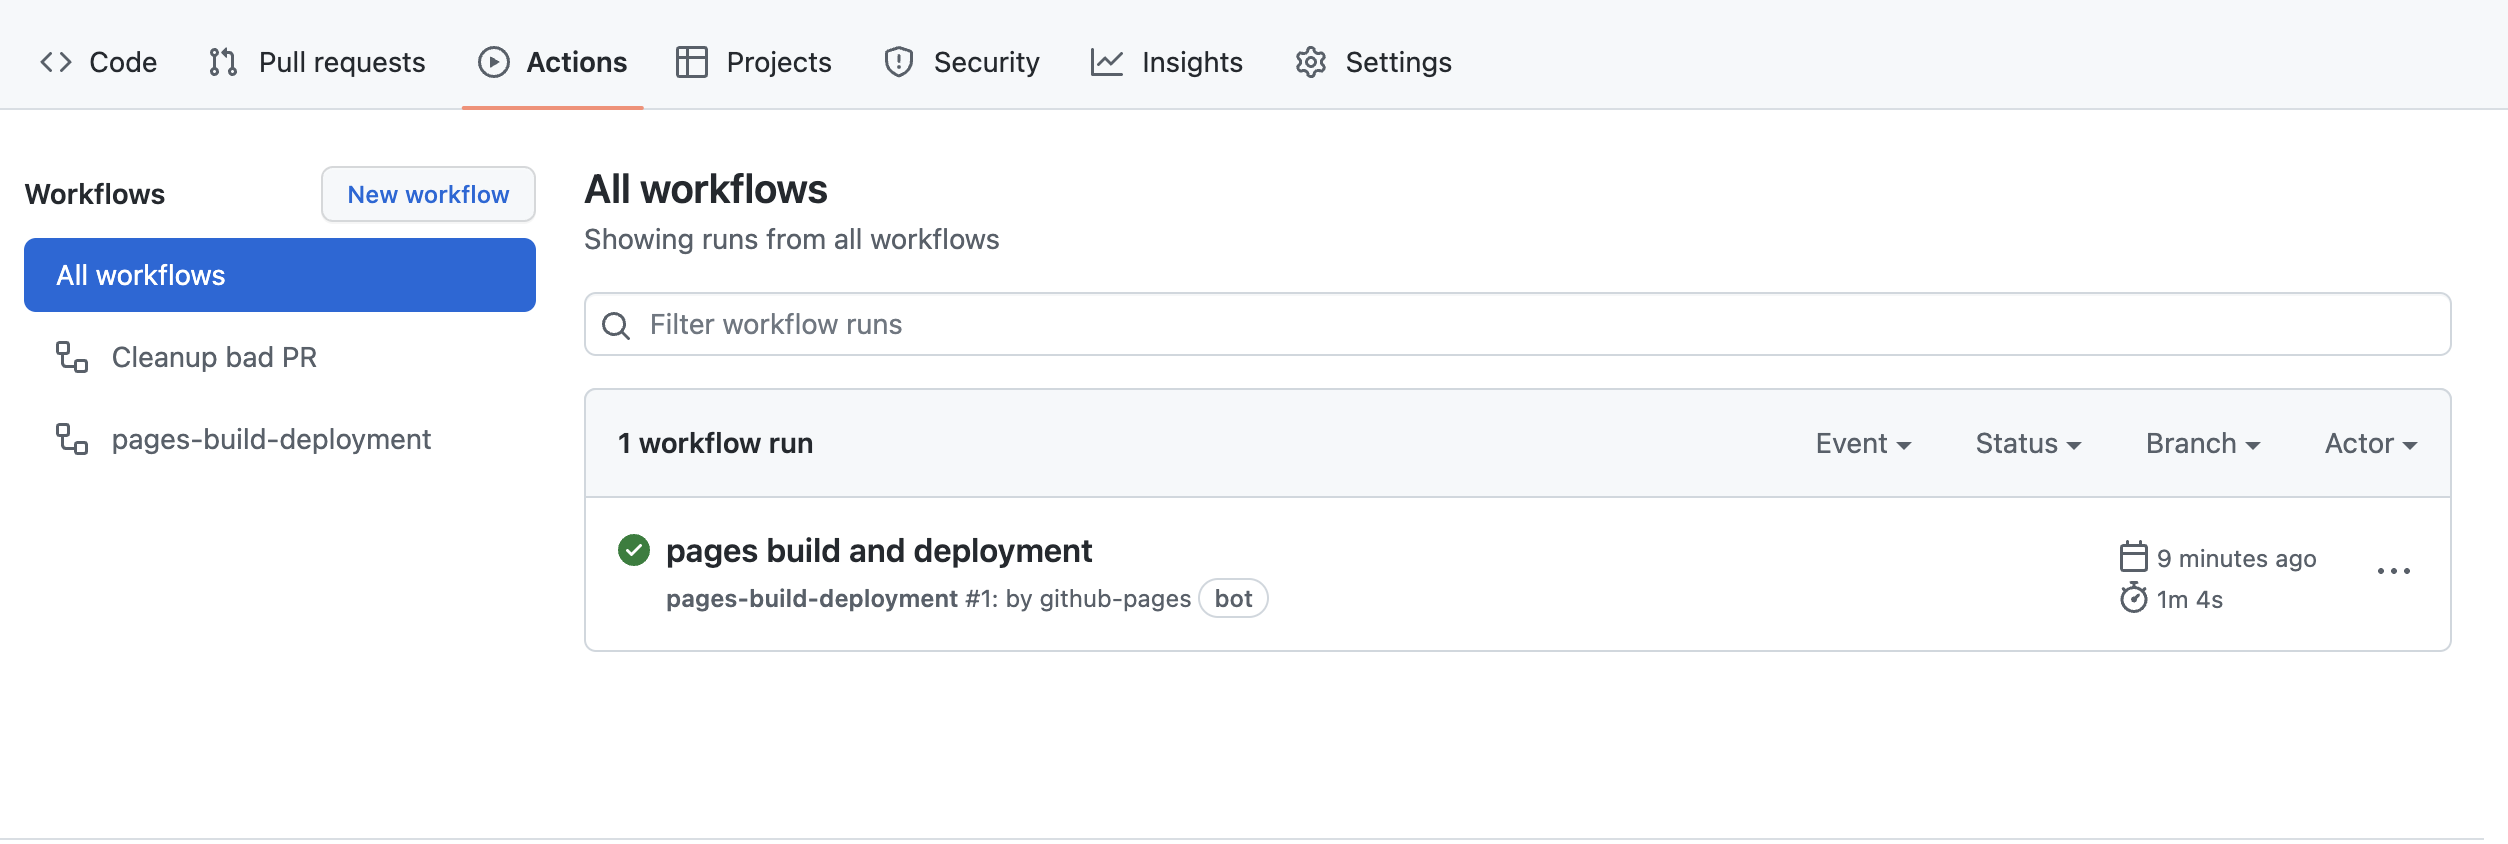 Code Pull requests Actions Projects Security Insights Settings
Workflows
New workflow
All workflows
Cleanup bad PR
pages-build-deployment
All workflows
Showing runs from all workflows
Filter workflow runs
1 workflow run
Event Status Branch Actor
pages build and deployment
pages-build-deployment #1: by github-pages bot
9 minutes ago
1m 4s